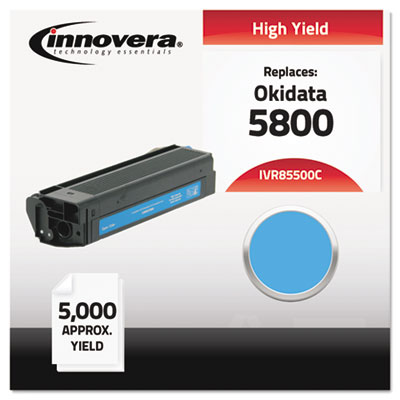 innovera
technology essentials
High Yield
Replaces:
Okidata
5800
IVR85500C
5,000
APPROX.
YIELD